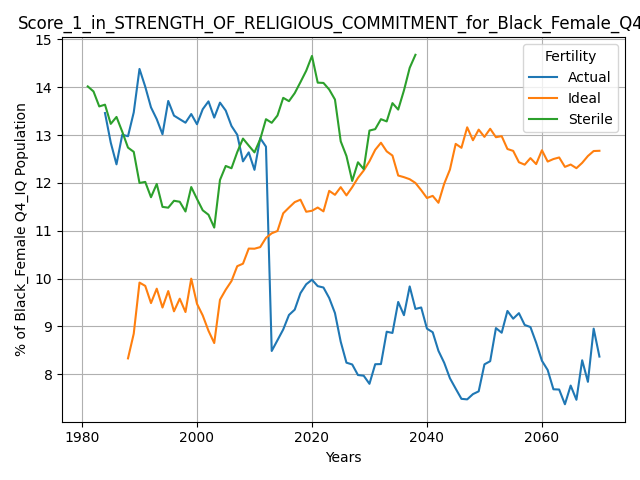 Score_1_in_STRENGTH_OF_RELIGIOUS_COMMITMENT_for_Black_Female_Q4
% of Black_Female Q4_IQ Population
15
14
13
12
11
10
9
8
Fertility
Actual
Ideal
Sterile
1980
2000
2020
2040
2060
Years